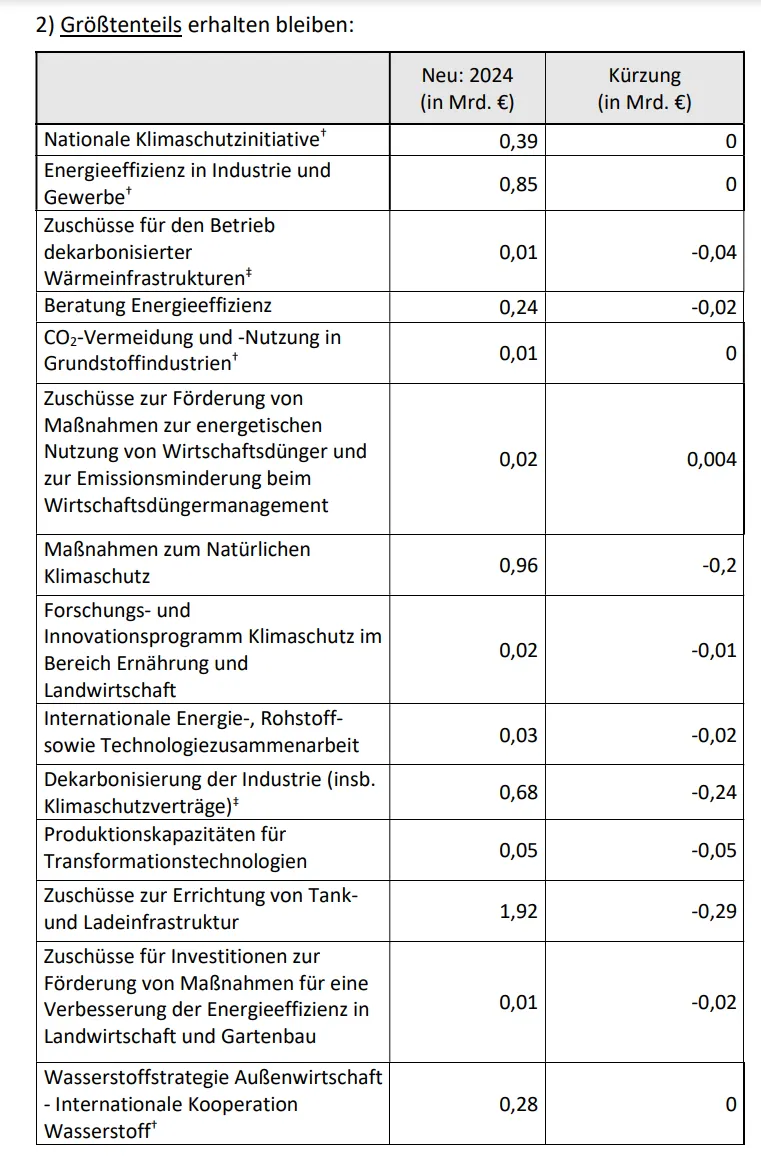 2) Größtenteils erhalten bleiben:
Neu: 2024
(in Mrd. €)
Kürzung
(in Mrd. €)
Nationale Klimaschutzinitiative†
0,39
0
Energieeffizienz in Industrie und
Gewerbe†
0,85
0
Zuschüsse für den Betrieb
dekarbonisierter
Wärmeinfrastrukturen‡
0,01
-0,04
Beratung Energieeffizienz
0,24
-0,02
CO₂-Vermeidung und -Nutzung in
Grundstoffindustrien†
0,01
0
Zuschüsse zur Förderung von
Maßnahmen zur energetischen
Nutzung von Wirtschaftsdünger und
zur Emissionsminderung beim
Wirtschaftsdüngermanagement
0,02
0,004
Maßnahmen zum Natürlichen
Klimaschutz
0,96
-0,2
Forschungs- und
Innovationsprogramm Klimaschutz im
Bereich Ernährung und
Landwirtschaft
0,02
-0,01
Internationale Energie-, Rohstoff-
sowie Technologiezusammenarbeit
0,03
-0,02
Dekarbonisierung der Industrie (insb.
Klimaschutzverträge)‡
0,68
-0,24
Produktionskapazitäten für
Transformationstechnologien
0,05
-0,05
Zuschüsse zur Errichtung von Tank-
und Ladeinfrastruktur
1,92
-0,29
Zuschüsse für Investitionen zur
Förderung von Maßnahmen für eine
Verbesserung der Energieeffizienz in
Landwirtschaft und Gartenbau
0,01
-0,02
Wasserstoffstrategie Außenwirtschaft
- Internationale Kooperation
Wasserstoff†
0,28
0